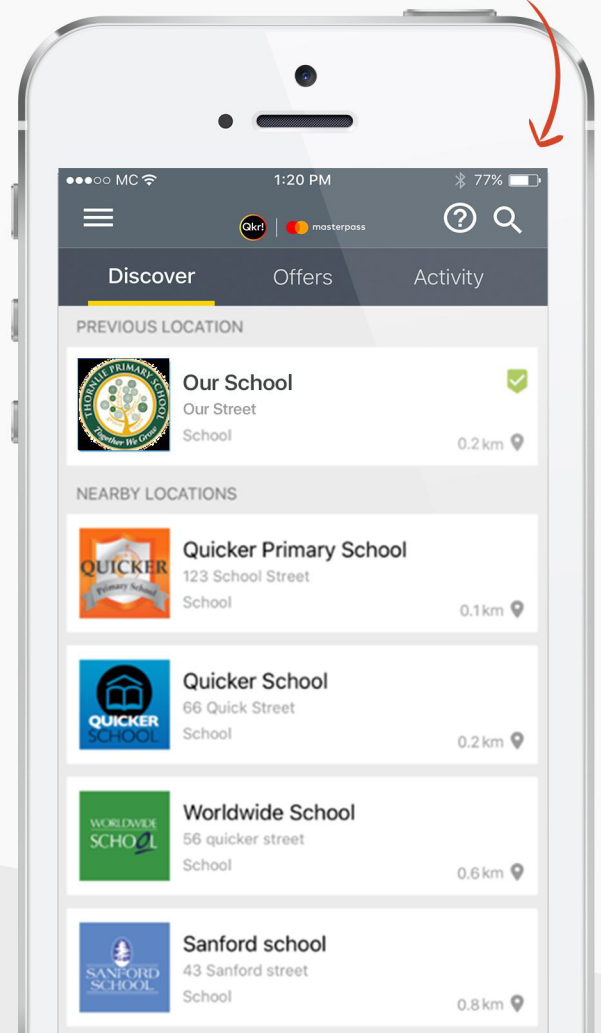 MC
1:20 PM
77%
Qkr!
masterpass
Discover
Offers
Activity
PREVIOUS LOCATION
THORNLIE PRIMARY SCHOOL
Together We Grow
Our School
Our Street
School
0.2 km
NEARBY LOCATIONS
QUICKER
Primary School
Quicker Primary School
123 School Street
School
0.1 km
QUICKER
SCHOOL
Quicker School
66 Quick Street
School
0.2 km
WORLDWIDE
SCHOOL
Worldwide School
56 quicker street
School
0.6 km
SANFORD
SCHOOL
Sanford school
43 Sanford street
School
0.8 km